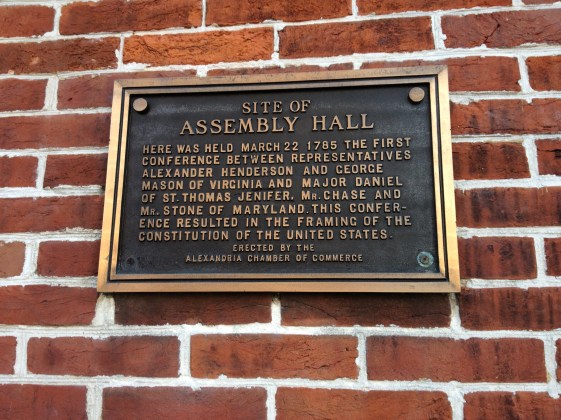 SITE OF
ASSEMBLY HALL
HERE WAS HELD MARCH 22 1785 THE FIRST
CONFERENCE BETWEEN REPRESENTATIVES
ALEXANDER HENDERSON AND GEORGE
MASON OF VIRGINIA AND MAJOR DANIEL
OF ST. THOMAS JENIFER, MR. CHASE AND
MR. STONE OF MARYLAND. THIS CONFER-
ENCE RESULTED IN THE FRAMING OF THE
CONSTITUTION OF THE UNITED STATES.
ERECTED BY THE
ALEXANDRIA CHAMBER OF COMMERCE